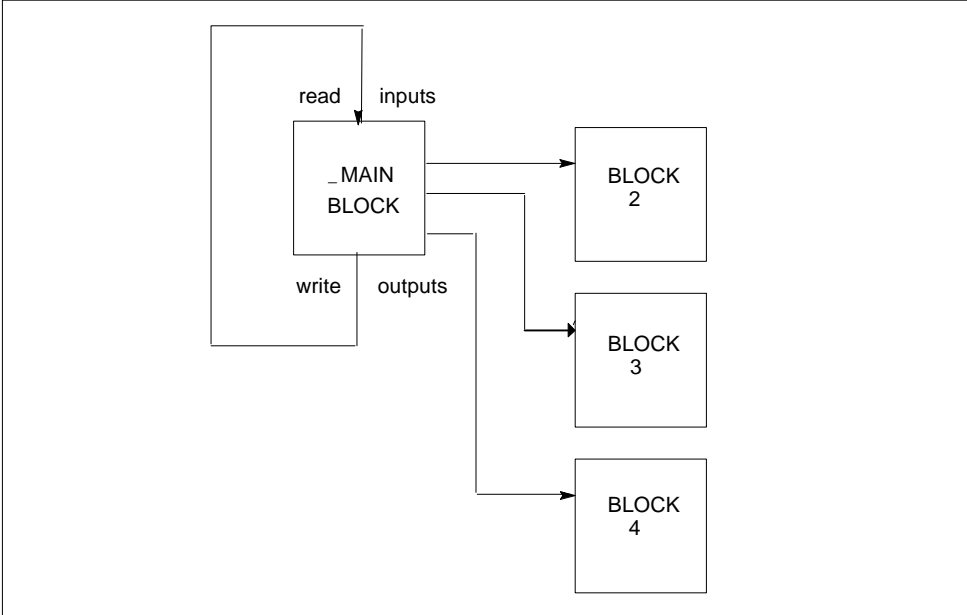 read inputs
_MAIN
BLOCK
write outputs
BLOCK
2
BLOCK
3
BLOCK
4